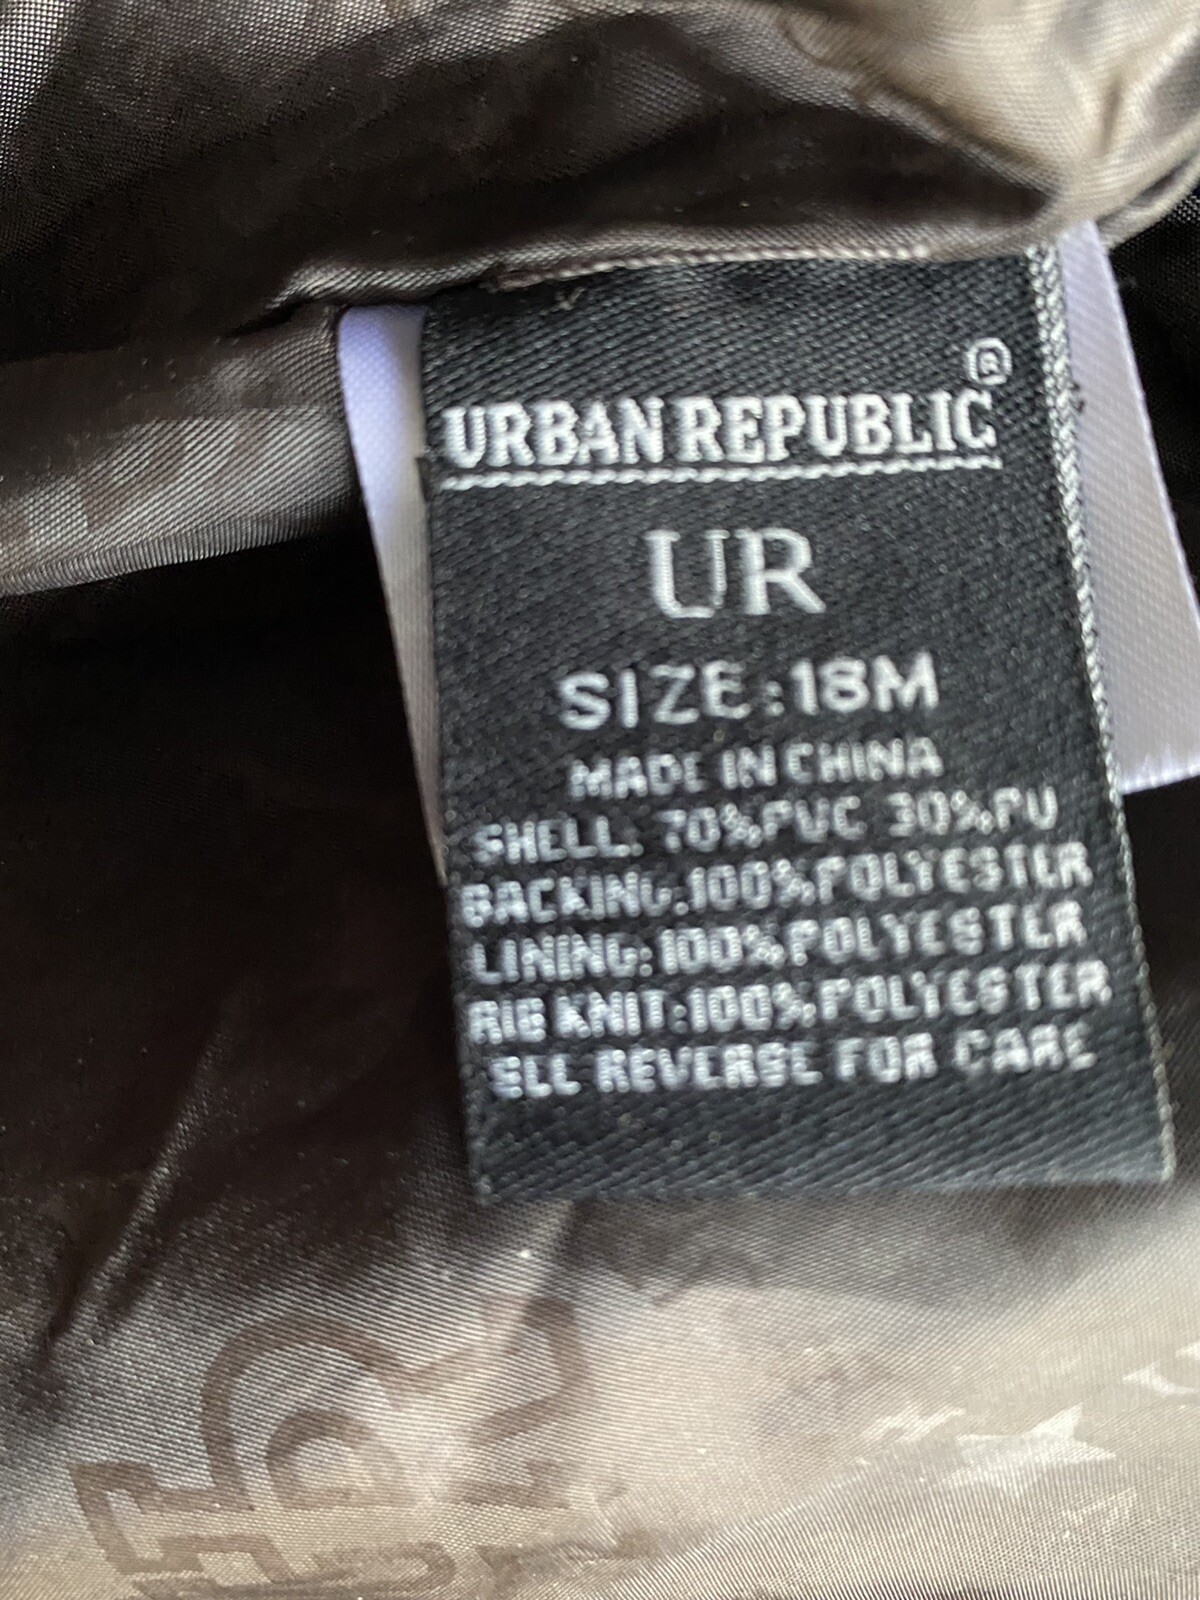 URBAN REPUBLIC®
UR
SIZE:18M
MADE IN CHINA
SHELL: 70%PVC 30%PU
BACKING:100%POLYESTER
LINING:100%POLYESTER
RIB KNIT:100%POLYESTER
SEE REVERSE FOR CARE